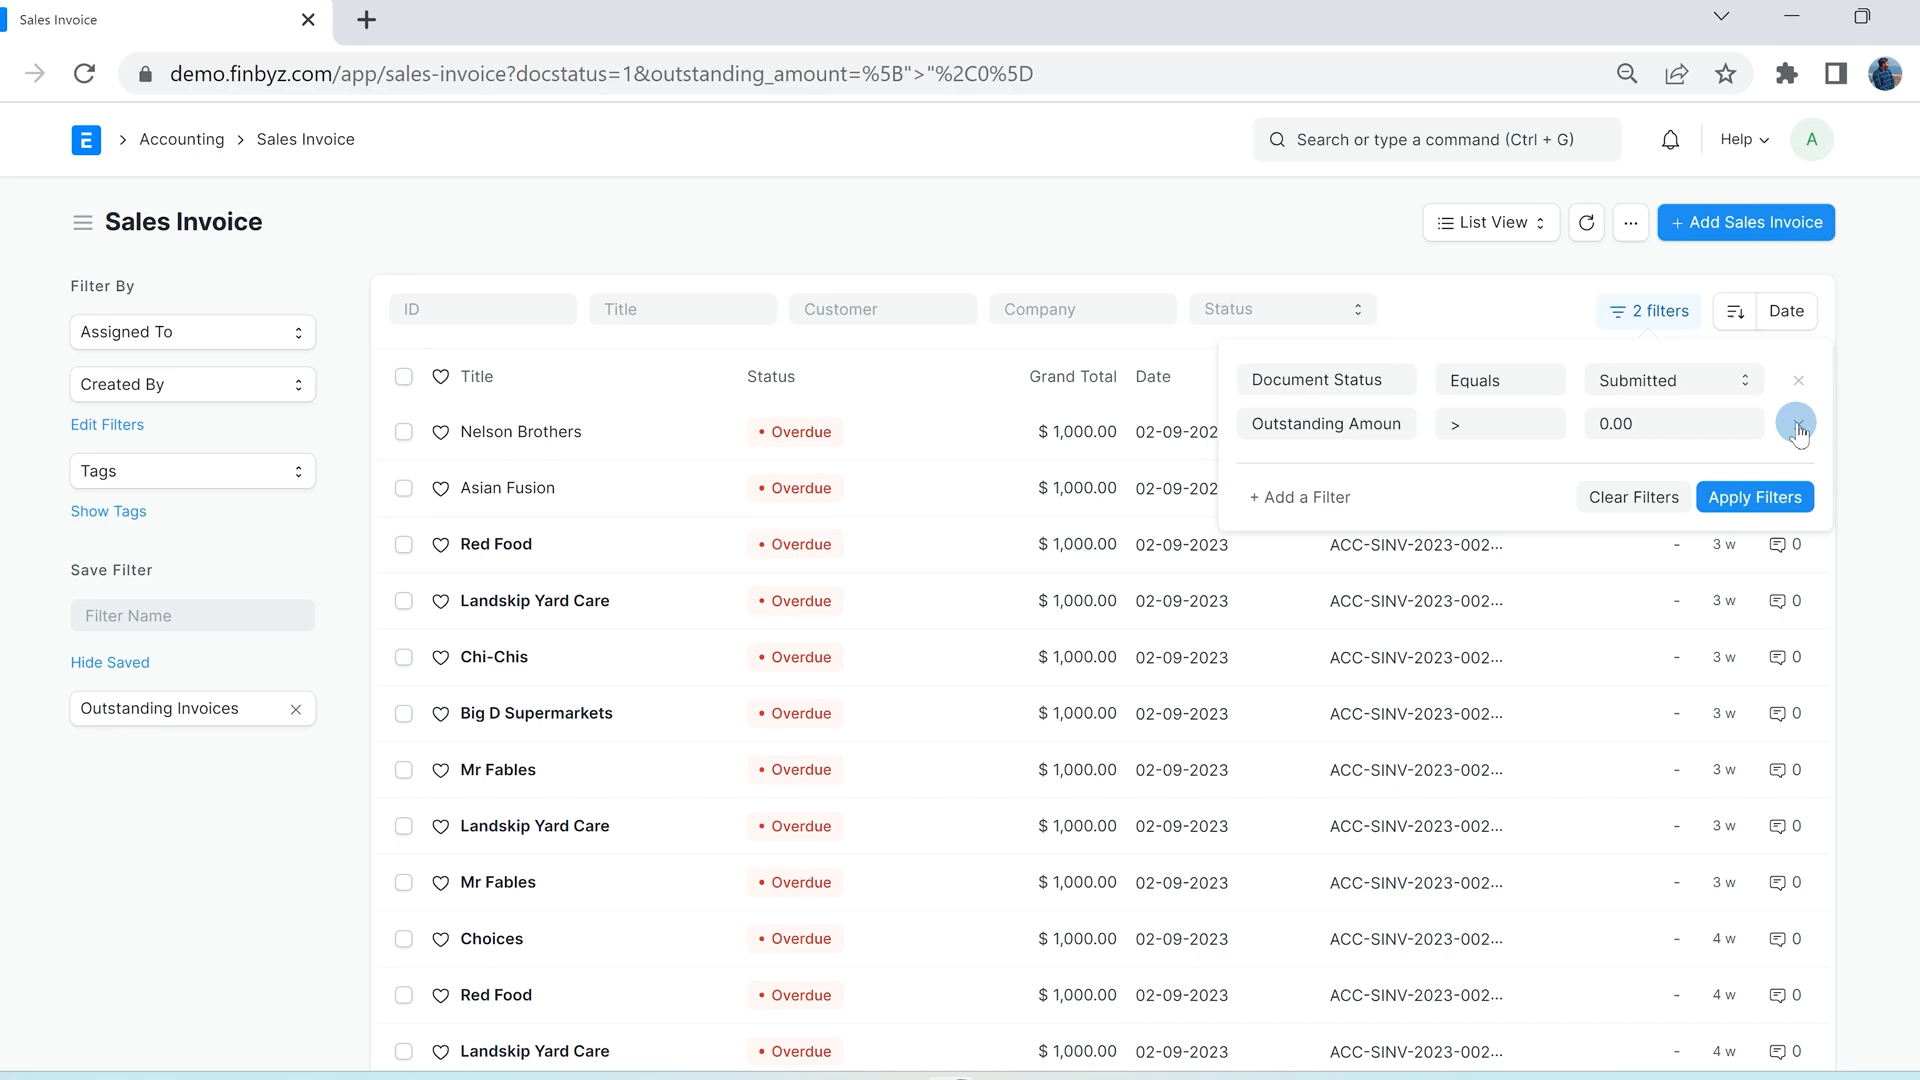 Sales Invoice
demo.finbyz.com/app/sales-invoice?docstatus=1&outstanding_amount=%5B">"%2C0%5D
E > Accounting > Sales Invoice
Search or type a command (Ctrl + G)
Help
A
Sales Invoice
List View
+ Add Sales Invoice
Filter By
Assigned To
Created By
Edit Filters
Tags
Show Tags
Save Filter
Filter Name
Hide Saved
Outstanding Invoices
ID Title Customer Company Status
2 filters
Date
Document Status Equals Submitted
Outstanding Amoun > 0.00
+ Add a Filter Clear Filters Apply Filters
Title Status Grand Total Date
Nelson Brothers • Overdue $ 1,000.00 02-09-202
Asian Fusion • Overdue $ 1,000.00 02-09-202
Red Food • Overdue $ 1,000.00 02-09-2023 ACC-SINV-2023-002... - 3 w 0
Landskip Yard Care • Overdue $ 1,000.00 02-09-2023 ACC-SINV-2023-002... - 3 w 0
Chi-Chis • Overdue $ 1,000.00 02-09-2023 ACC-SINV-2023-002... - 3 w 0
Big D Supermarkets • Overdue $ 1,000.00 02-09-2023 ACC-SINV-2023-002... - 3 w 0
Mr Fables • Overdue $ 1,000.00 02-09-2023 ACC-SINV-2023-002... - 3 w 0
Landskip Yard Care • Overdue $ 1,000.00 02-09-2023 ACC-SINV-2023-002... - 3 w 0
Mr Fables • Overdue $ 1,000.00 02-09-2023 ACC-SINV-2023-002... - 3 w 0
Choices • Overdue $ 1,000.00 02-09-2023 ACC-SINV-2023-002... - 4 w 0
Red Food • Overdue $ 1,000.00 02-09-2023 ACC-SINV-2023-002... - 4 w 0
Landskip Yard Care • Overdue $ 1,000.00 02-09-2023 ACC-SINV-2023-002... - 4 w 0